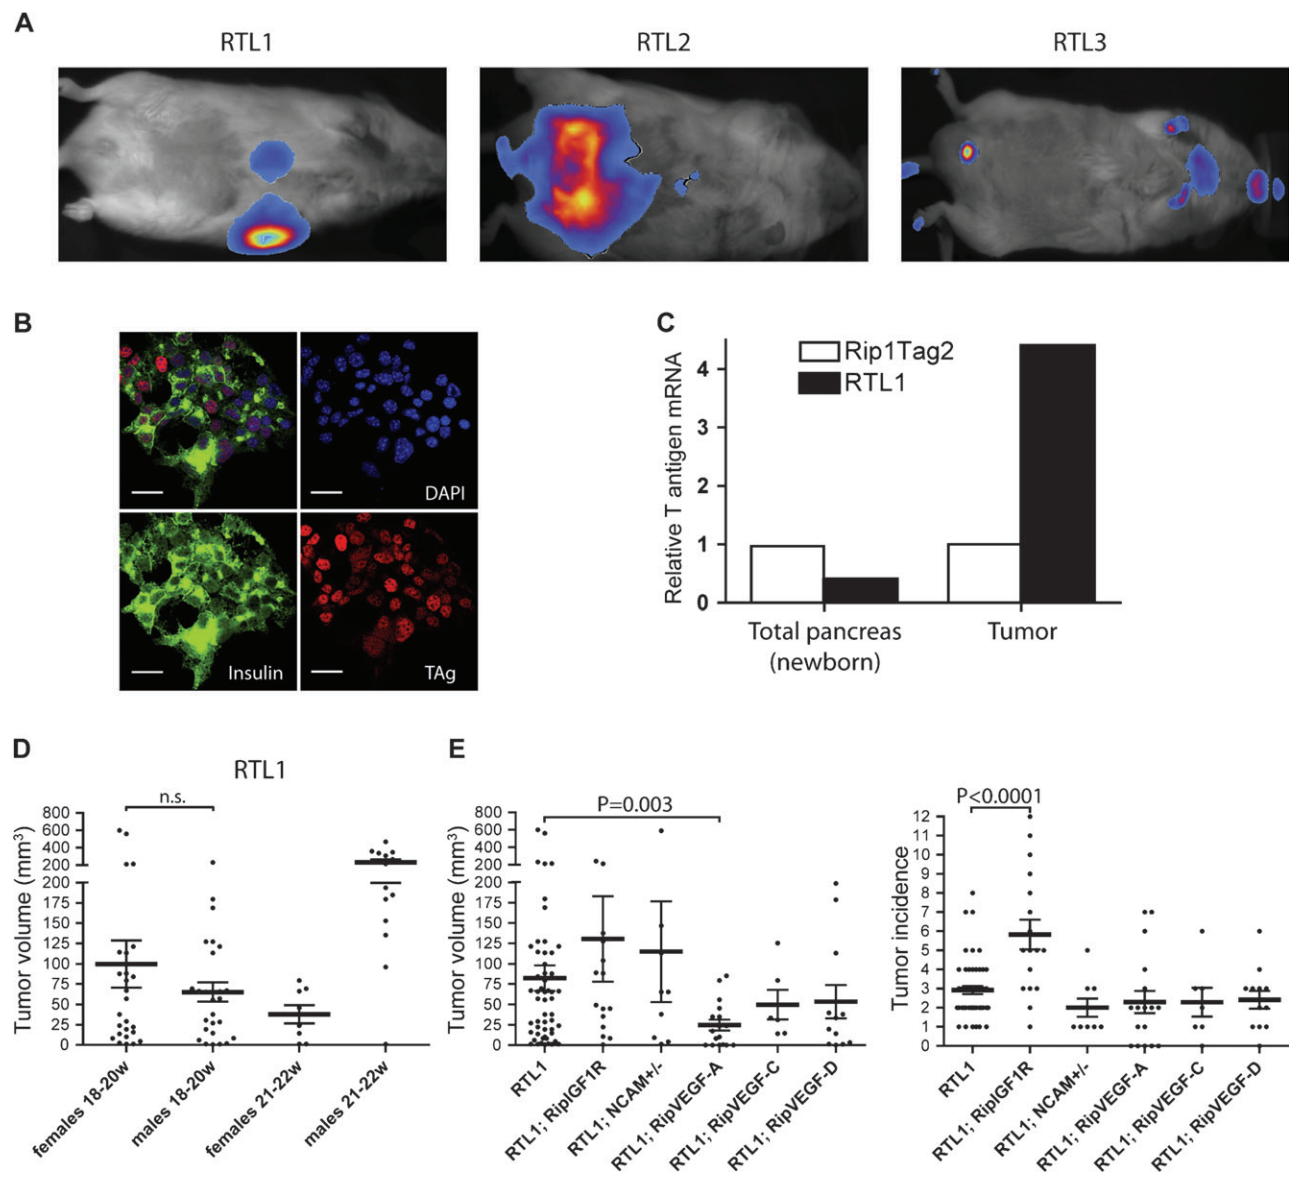 A
RTL1
RTL2
RTL3
B
DAPI
Insulin
TAg
C
Rip1Tag2
RTL1
Relative T antigen mRNA
4
3
2
1
0
Total pancreas
(newborn)
Tumor
D
RTL1
n.s.
Tumor volume (mm³)
800
600
400
200
200
175
150
125
100
75
50
25
0
females 18-20w
males 18-20w
females 21-22w
males 21-22w
E
P=0.003
Tumor volume (mm³)
800
600
400
200
200
175
150
125
100
75
50
25
0
RTL1
RTL1; RipIGF1R
RTL1; NCAM+/-
RTL1; RipVEGF-A
RTL1; RipVEGF-C
RTL1; RipVEGF-D
P<0.0001
Tumor incidence
12
11
10
9
8
7
6
5
4
3
2
1
0
RTL1
RTL1; RipIGF1R
RTL1; NCAM+/-
RTL1; RipVEGF-A
RTL1; RipVEGF-C
RTL1; RipVEGF-D